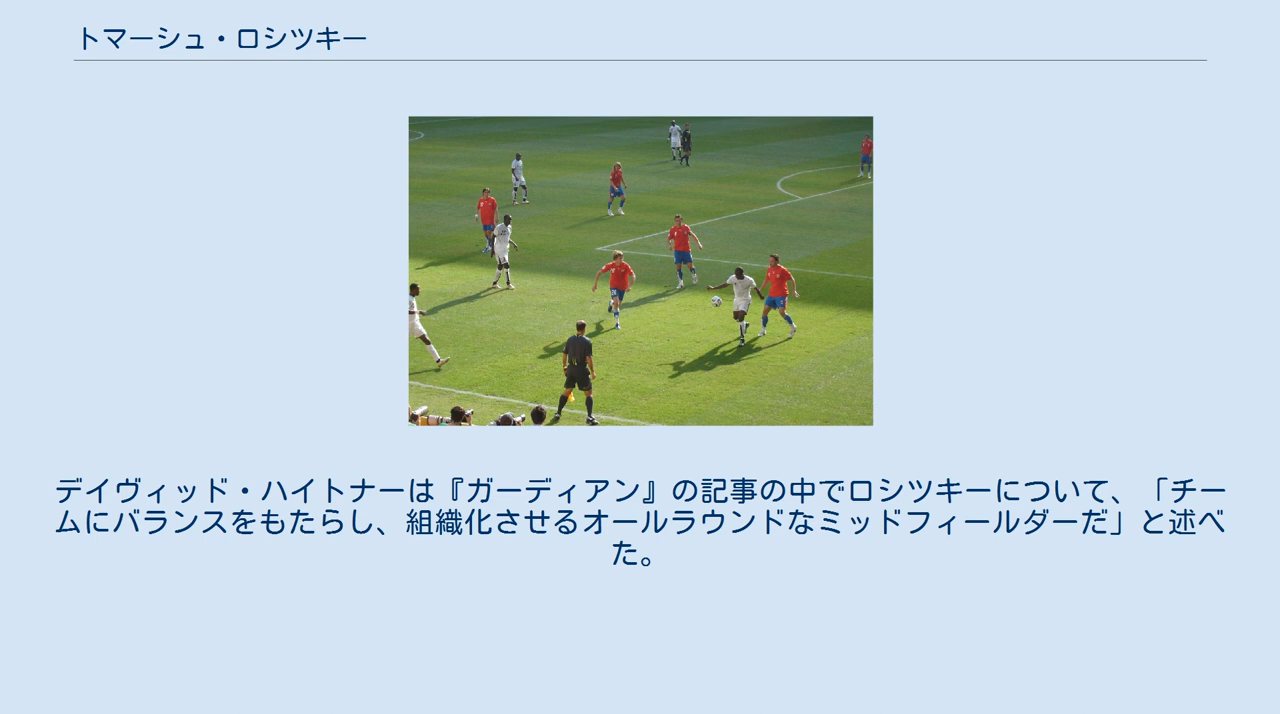 トマーシュ・ロシツキー
デイヴィッド・ハイトナーは『ガーディアン』の記事の中でロシツキーについて、「チー
ムにバランスをもたらし、組織化させるオールラウンドなミッドフィールダーだ」と述べ
た。